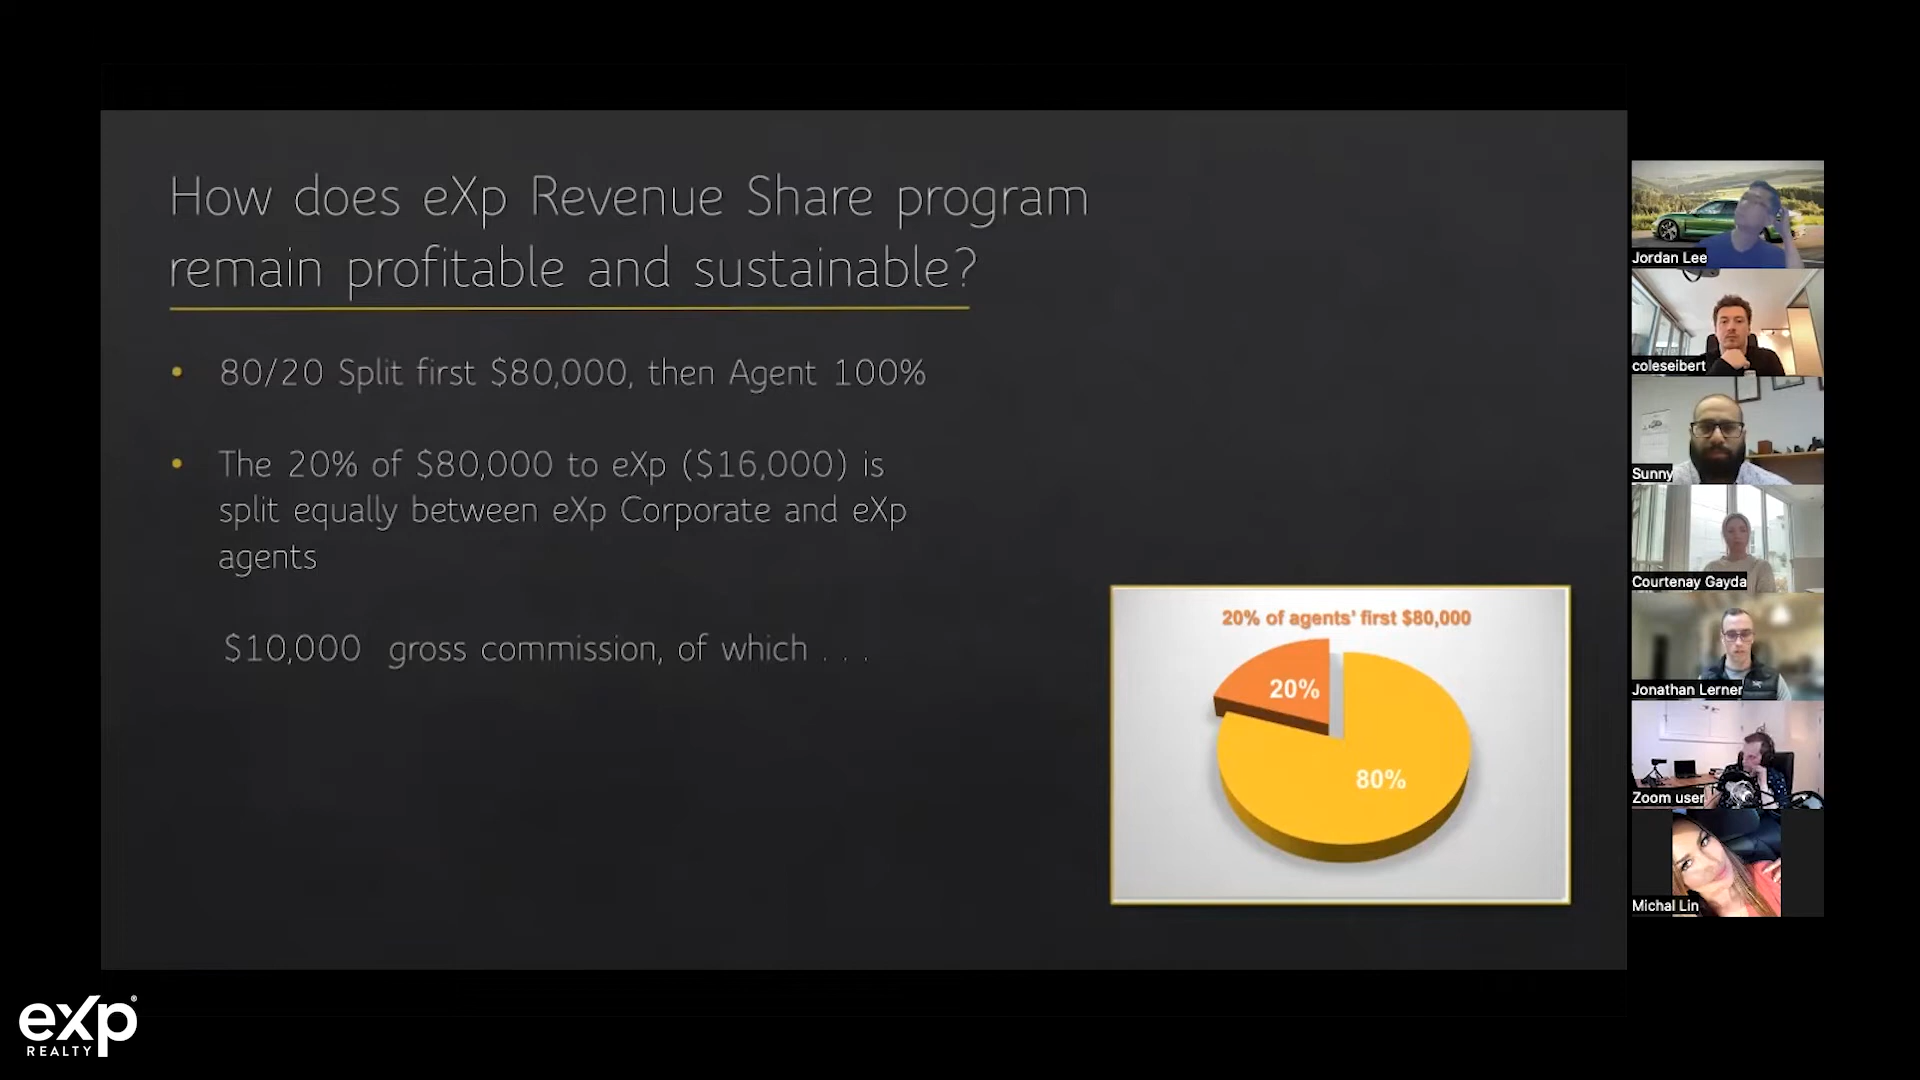 How does eXp Revenue Share program
remain profitable and sustainable?
• 80/20 Split first $80,000, then Agent 100%
• The 20% of $80,000 to eXp ($16,000) is
split equally between eXp Corporate and eXp
agents
$10,000 gross commission, of which . . .
20% of agents' first $80,000
20%
80%
Jordan Lee
coleseibert
Sunny
Courtenay Gayda
Jonathan Lerner
Zoom user
Michal Lin
eXp®
REALTY